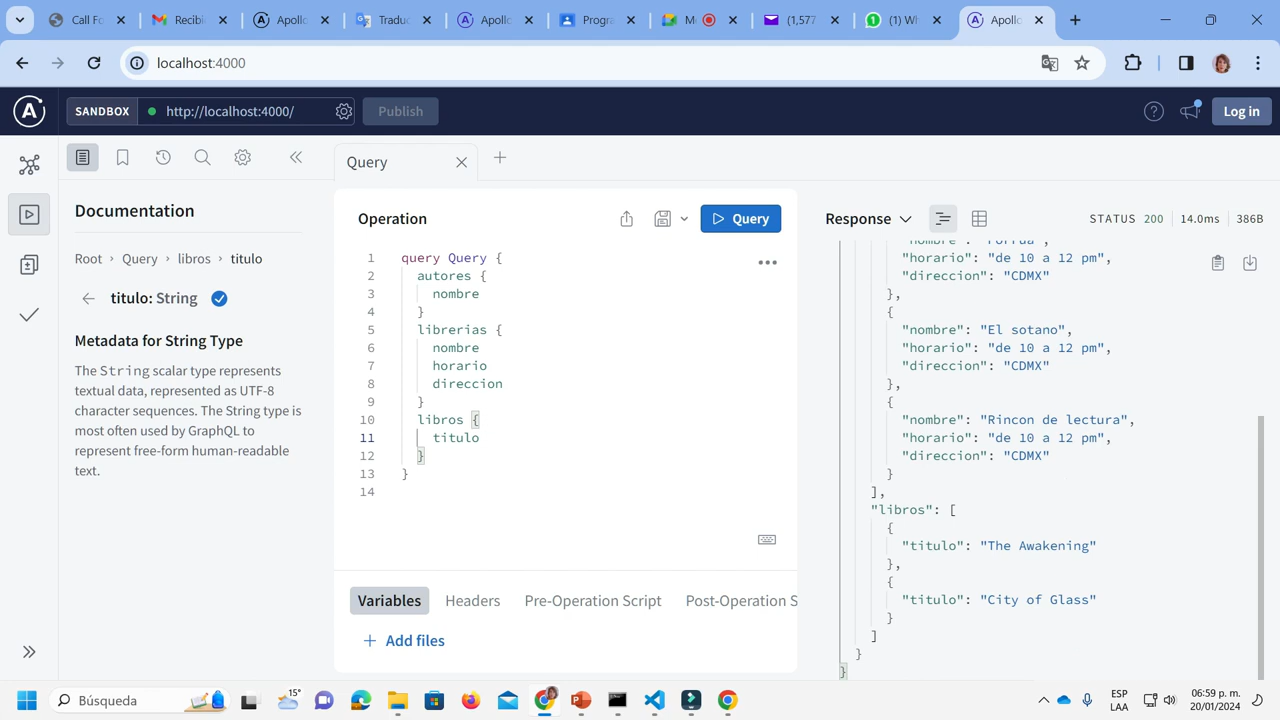 Call Fo
Recibi
Apollo
Traduc
Apollo
Progra
Me
(1,577
(1) Wh
Apollo
localhost:4000
SANDBOX http://localhost:4000/ Publish Log in
Query
Documentation
Root › Query › libros › titulo
titulo: String
Metadata for String Type
The String scalar type represents
textual data, represented as UTF-8
character sequences. The String type is
most often used by GraphQL to
represent free-form human-readable
text.
Operation
Query
1 query Query {
2 autores {
3 nombre
4 }
5 librerias {
6 nombre
7 horario
8 direccion
9 }
10 libros {
11 titulo
12 }
13 }
14
Variables Headers Pre-Operation Script Post-Operation S
+ Add files
Response STATUS 200 14.0ms 386B
"nombre": "Porrua",
"horario": "de 10 a 12 pm",
"direccion": "CDMX"
},
{
"nombre": "El sotano",
"horario": "de 10 a 12 pm",
"direccion": "CDMX"
},
{
"nombre": "Rincon de lectura",
"horario": "de 10 a 12 pm",
"direccion": "CDMX"
}
],
"libros": [
{
"titulo": "The Awakening"
},
{
"titulo": "City of Glass"
}
]
}
}
Búsqueda
15°
ESP
LAA
06:59 p. m.
20/01/2024